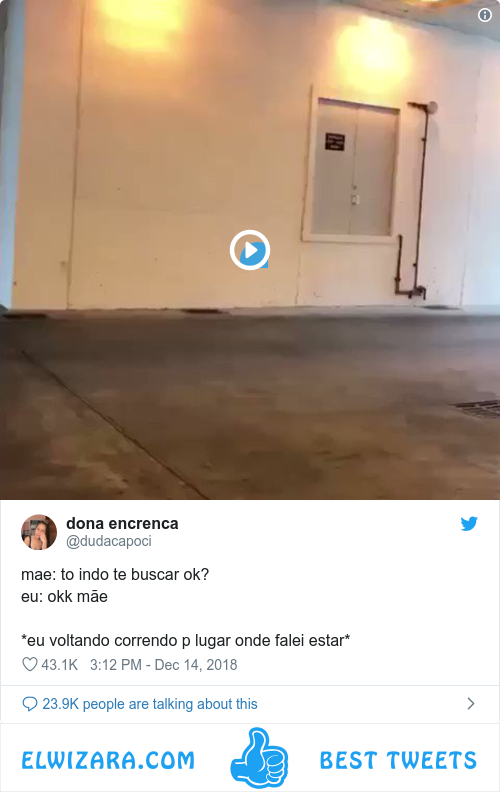 dona encrenca
@dudacapoci
mae: to indo te buscar ok?
eu: okk mãe
*eu voltando correndo p lugar onde falei estar*
43.1K 3:12 PM - Dec 14, 2018
23.9K people are talking about this
ELWIZARA.COM BEST TWEETS